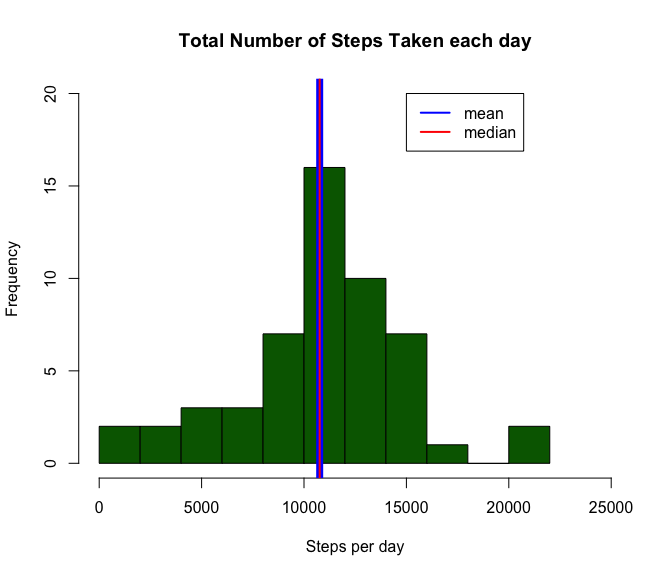 Total Number of Steps Taken each day
mean
median
Frequency
20
15
10
5
0
0 5000 10000 15000 20000 25000
Steps per day